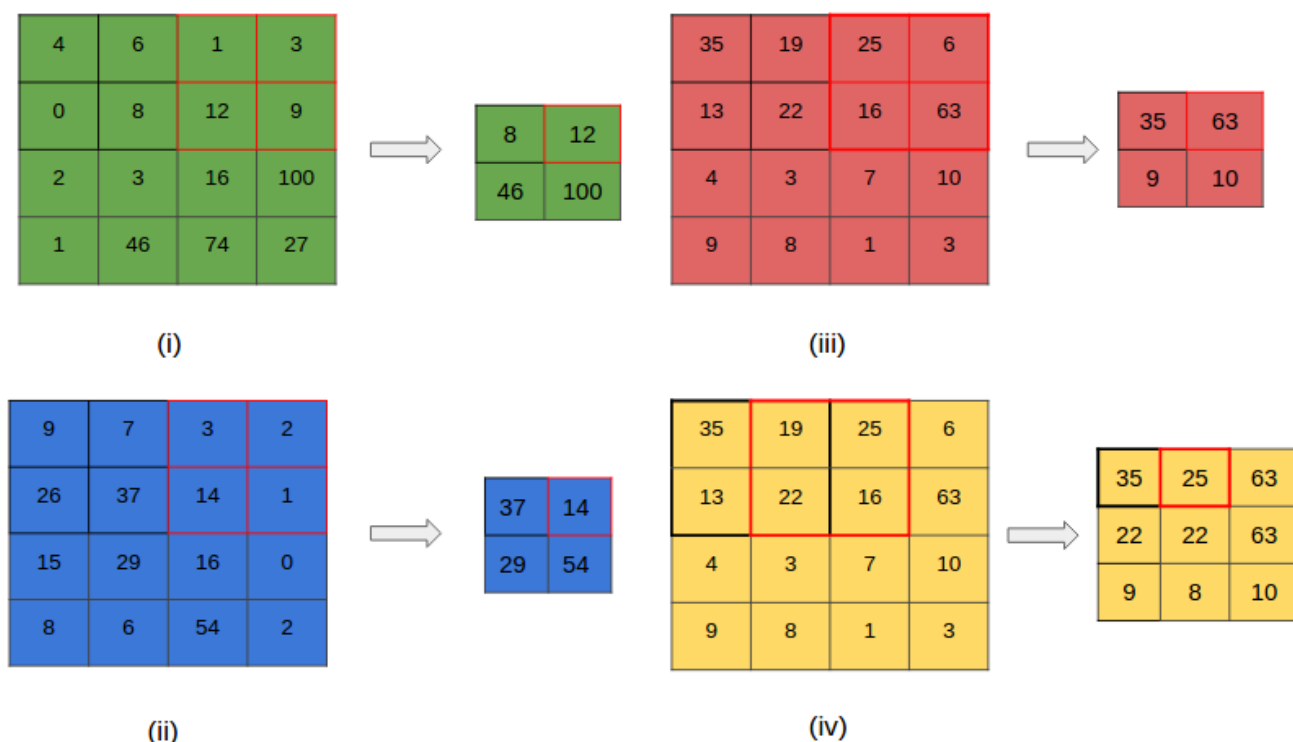 4 6 1 3
0 8 12 9
2 3 16 100
1 46 74 27
8 12
46 100
(i)
35 19 25 6
13 22 16 63
4 3 7 10
9 8 1 3
35 63
9 10
(iii)
9 7 3 2
26 37 14 1
15 29 16 0
8 6 54 2
37 14
29 54
(ii)
35 19 25 6
13 22 16 63
4 3 7 10
9 8 1 3
35 25 63
22 22 63
9 8 10
(iv)